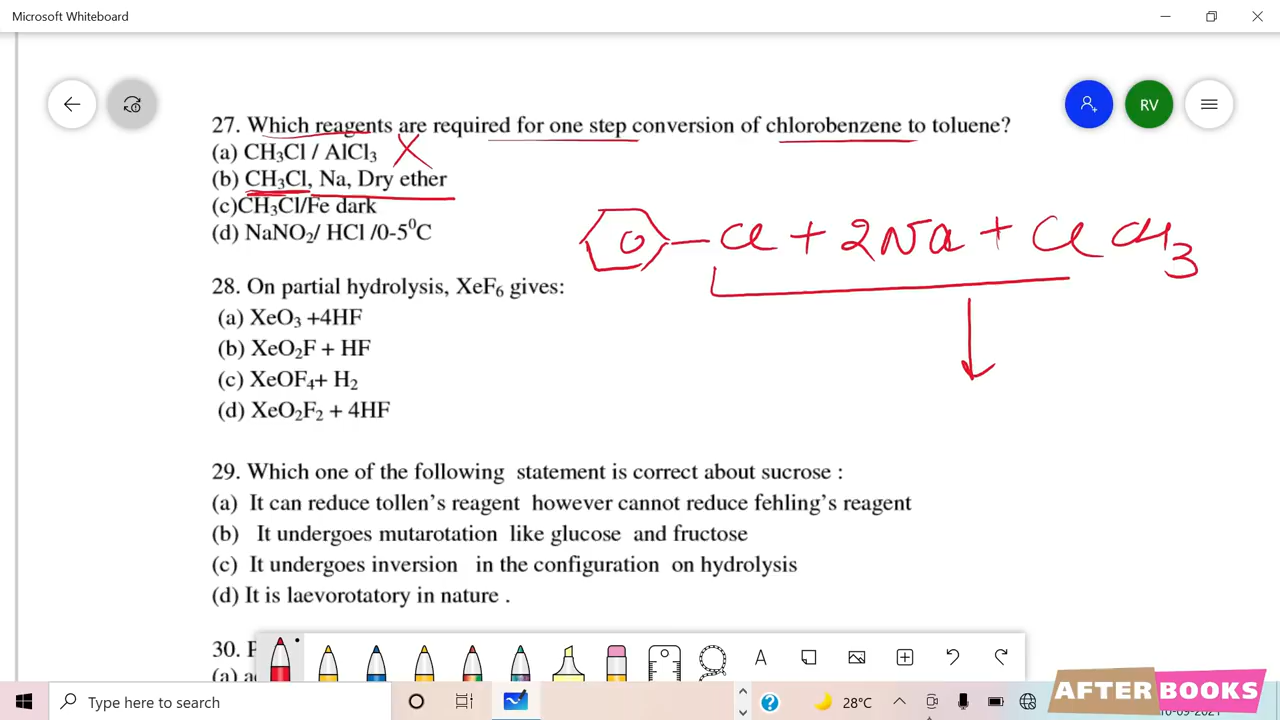 Microsoft Whiteboard
RV
27. Which reagents are required for one step conversion of chlorobenzene to toluene?
(a) CH₃Cl / AlCl₃
(b) CH₃Cl, Na, Dry ether
(c)CH₃Cl/Fe dark
(d) NaNO₂/ HCl /0-5⁰C
Cl + 2Na + Cl CH₃
28. On partial hydrolysis, XeF₆ gives:
(a) XeO₃ +4HF
(b) XeO₂F + HF
(c) XeOF₄+ H₂
(d) XeO₂F₂ + 4HF
29. Which one of the following statement is correct about sucrose :
(a) It can reduce tollen's reagent however cannot reduce fehling's reagent
(b) It undergoes mutarotation like glucose and fructose
(c) It undergoes inversion in the configuration on hydrolysis
(d) It is laevorotatory in nature .
30.
(a)
Type here to search
28°C
AFTERBOOKS